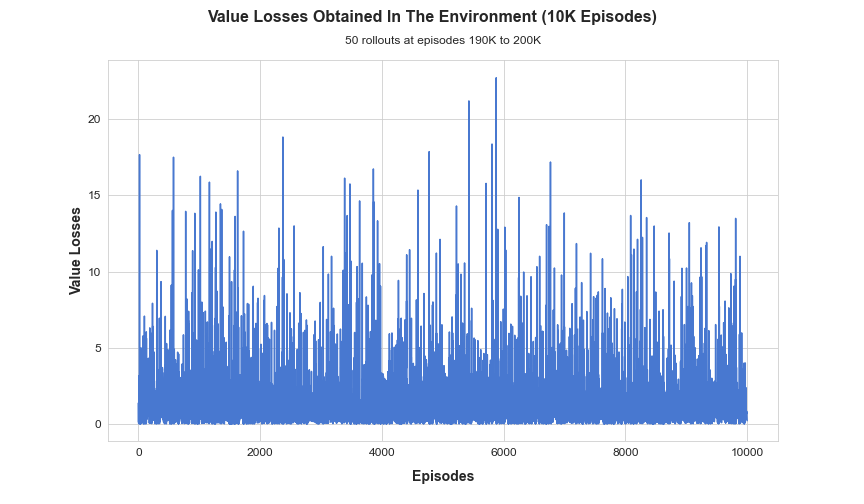 Value Losses Obtained In The Environment (10K Episodes)
50 rollouts at episodes 190K to 200K
Value Losses
20
15
10
5
0
0 2000 4000 6000 8000 10000
Episodes